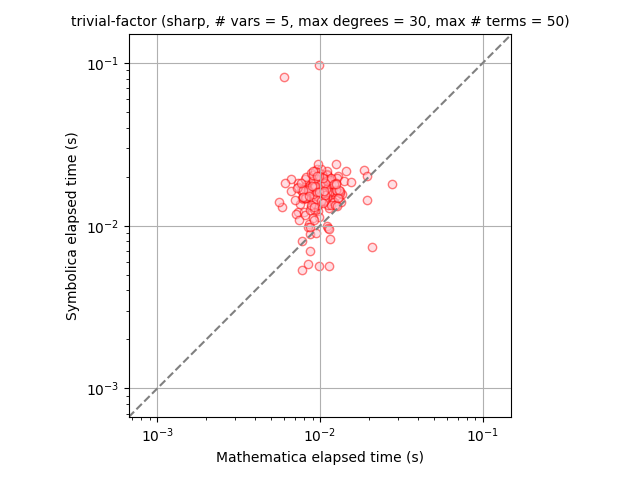 trivial-factor (sharp, # vars = 5, max degrees = 30, max # terms = 50)
10⁻¹
10⁻²
10⁻³
Symbolica elapsed time (s)
10⁻³ 10⁻² 10⁻¹
Mathematica elapsed time (s)